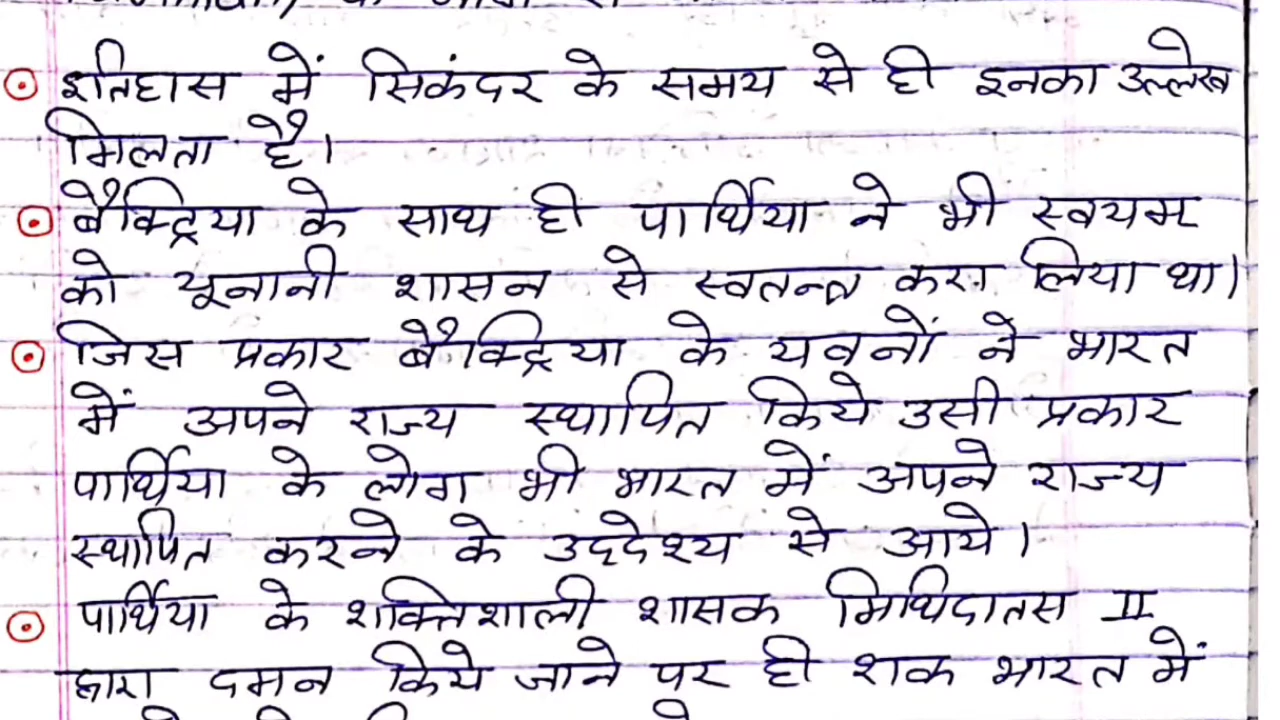 इतिहास में सिकंदर के समय से ही इनका उल्लेख
मिलता है।
बैक्ट्रिया के साथ ही पार्थिया ने भी स्वयम
को यूनानी शासन से स्वतन्त्र करा लिया था।
जिस प्रकार बैक्ट्रिया के यवनों ने भारत
में अपने राज्य स्थापित किये उसी प्रकार
पार्थिया के लोग भी भारत में अपने राज्य
स्थापित करने के उद्देश्य से आये।
पार्थिया के शक्तिशाली शासक मिथिदातस II
द्वारा दमन किये जाने पर ही शक भारत में